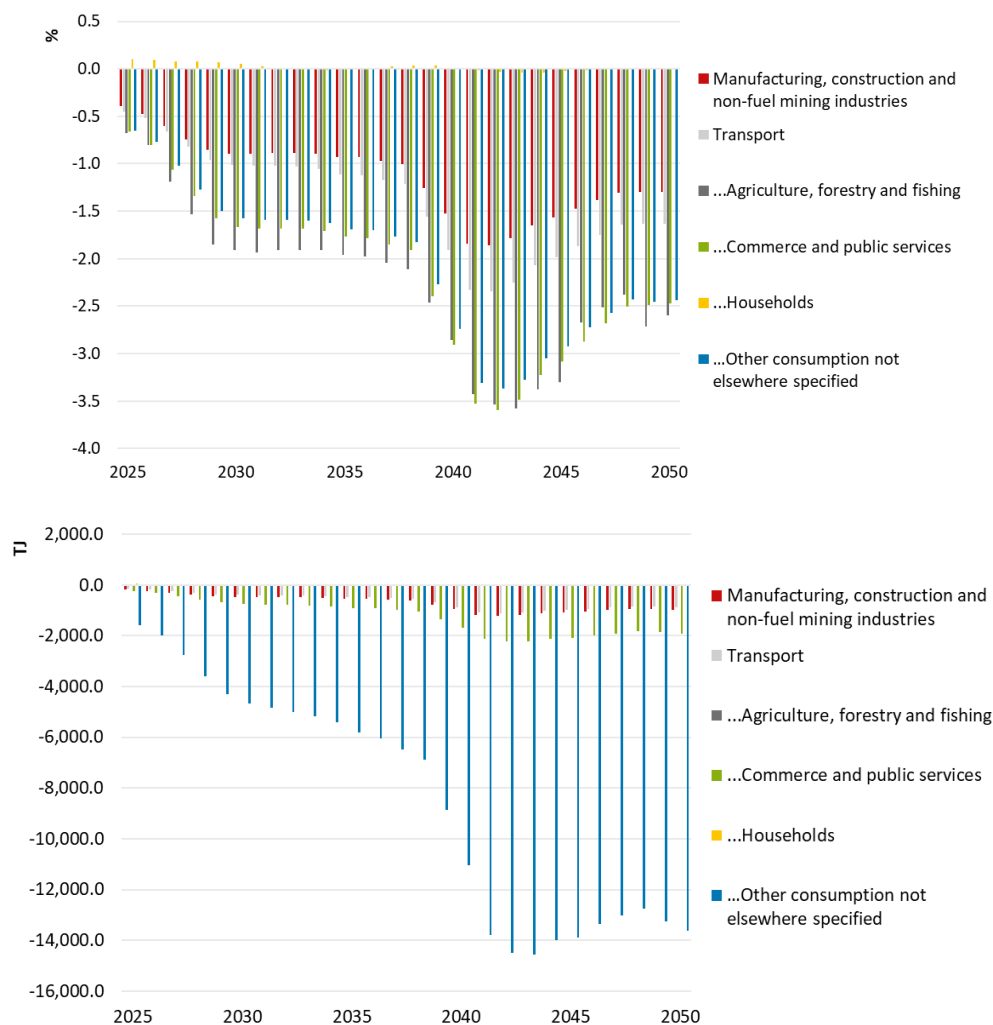 %
0.5
0.0
-0.5
-1.0
-1.5
-2.0
-2.5
-3.0
-3.5
-4.0
2025 2030 2035 2040 2045 2050
Manufacturing, construction and
non-fuel mining industries
Transport
...Agriculture, forestry and fishing
...Commerce and public services
...Households
...Other consumption not
elsewhere specified
TJ
2,000.0
0.0
-2,000.0
-4,000.0
-6,000.0
-8,000.0
-10,000.0
-12,000.0
-14,000.0
-16,000.0
2025 2030 2035 2040 2045 2050
Manufacturing, construction and
non-fuel mining industries
Transport
...Agriculture, forestry and fishing
...Commerce and public services
...Households
...Other consumption not
elsewhere specified